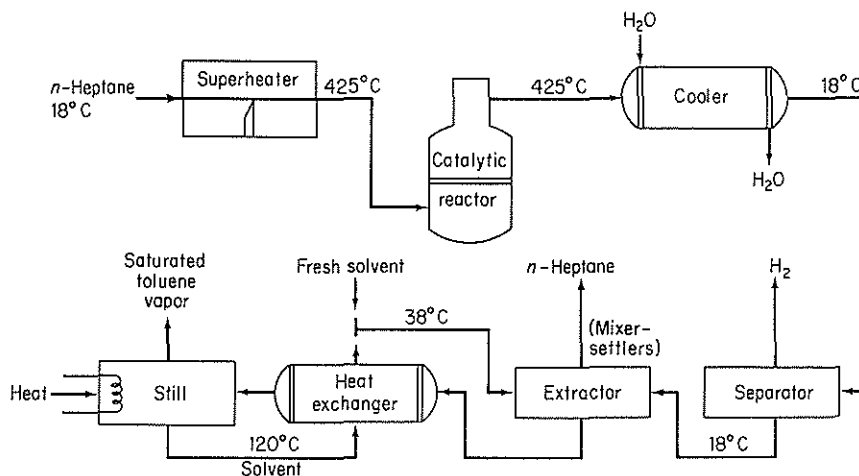 H₂O
n-Heptane
18°C
Superheater
425°C
425°C
Cooler
18°C
Catalytic
reactor
H₂O
Saturated
toluene
vapor
Fresh solvent
n-Heptane
H₂
38°C
(Mixer-
settlers)
Heat
Still
Heat
exchanger
Extractor
Separator
120°C
Solvent
18°C